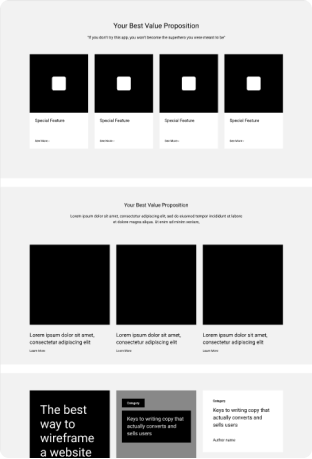 Your Best Value Proposition
"If you don't try this app, you won't become the superhero you were meant to be"
Special Feature
Special Feature
Special Feature
Special Feature
See More ›
See More ›
See More ›
See More ›
Your Best Value Proposition
Lorem ipsum dolor sit amet, consectetur adipiscing elit, sed do eiusmod tempor incididunt ut labore
et dolore magna aliqua. Ut enim ad minim veniam,
Lorem ipsum dolor sit amet,
consectetur adipiscing elit
Learn More
Lorem ipsum dolor sit amet,
consectetur adipiscing elit
Learn More
Lorem ipsum dolor sit amet,
consectetur adipiscing elit
Learn More
The best
way to
wireframe
a website
Category
Keys to writing copy that
actually converts and
sells users
Category
Keys to writing copy that
actually converts and
sells users
Author name